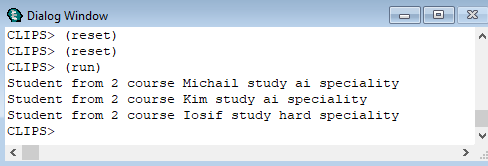 Dialog Window
CLIPS> (reset)
CLIPS> (reset)
CLIPS> (run)
Student from 2 course Michail study ai speciality
Student from 2 course Kim study ai speciality
Student from 2 course Iosif study hard speciality
CLIPS>